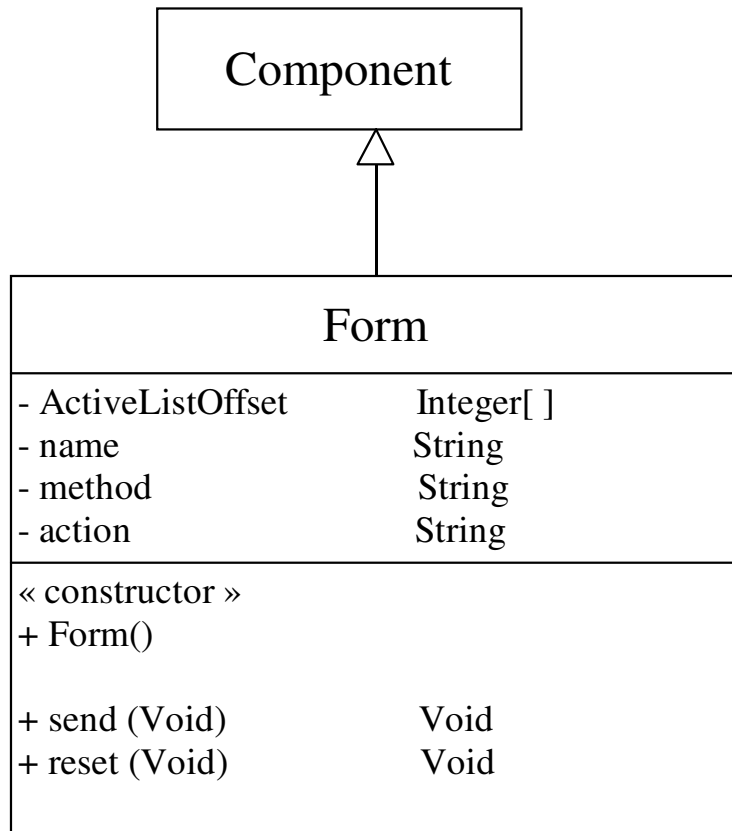 Component
Form
- ActiveListOffset Integer[ ]
- name String
- method String
- action String
« constructor »
+ Form()
+ send (Void) Void
+ reset (Void) Void